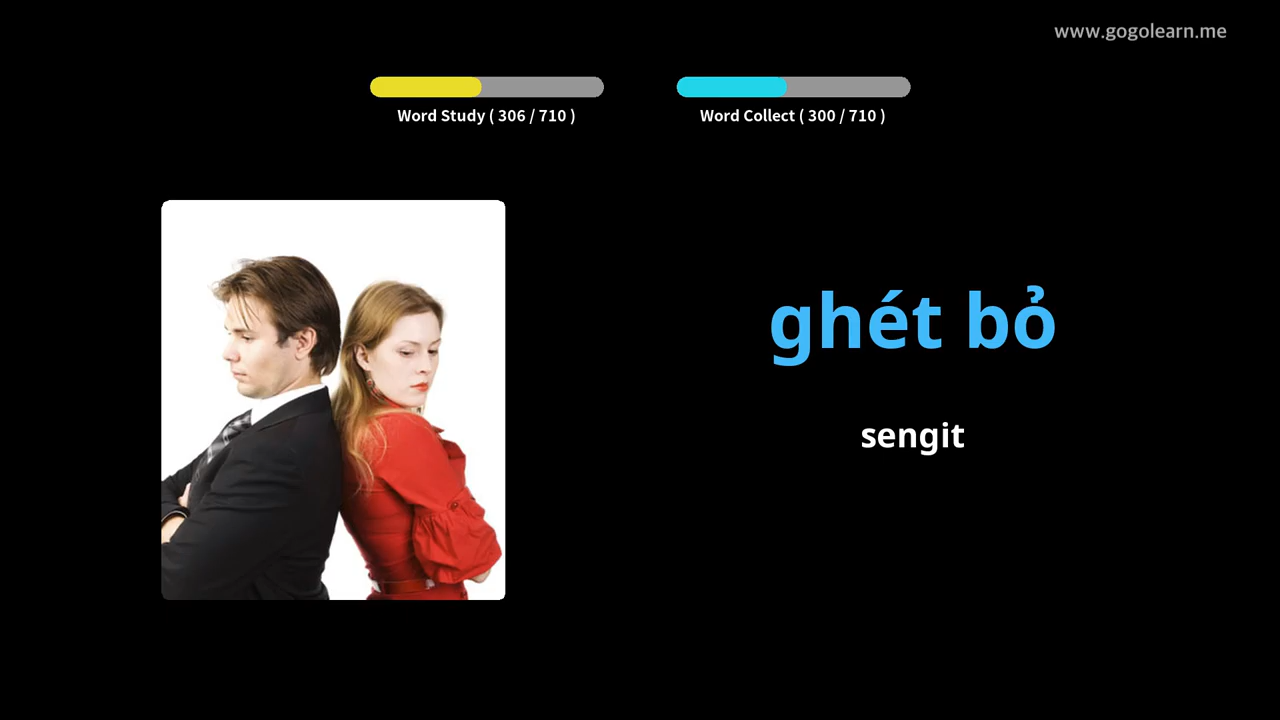 www.gogolearn.me
Word Study ( 306 / 710 )
Word Collect ( 300 / 710 )
ghét bỏ
sengit